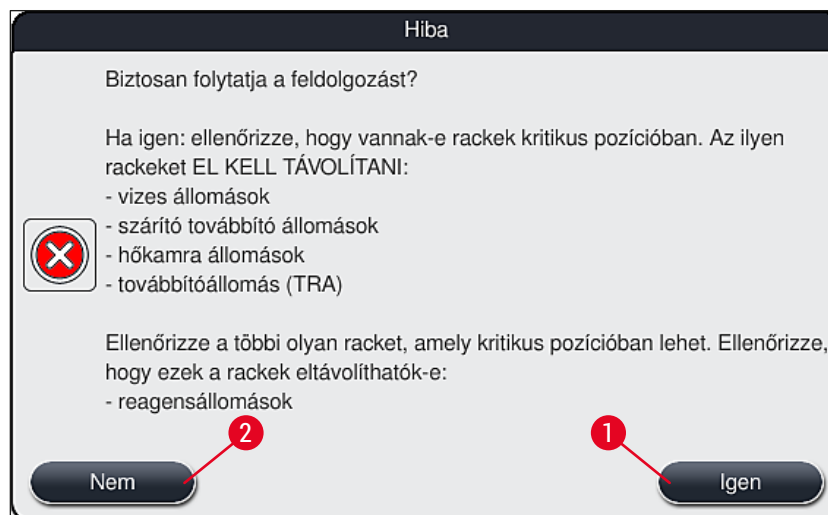 Hiba
Biztosan folytatja a feldolgozást?
Ha igen: ellenőrizze, hogy vannak-e rackek kritikus pozícióban. Az ilyen
rackeket EL KELL TÁVOLÍTANI:
- vizes állomások
- szárító továbbító állomások
- hőkamra állomások
- továbbítóállomás (TRA)
Ellenőrizze a többi olyan racket, amely kritikus pozícióban lehet. Ellenőrizze,
hogy ezek a rackek eltávolíthatók-e:
- reagensállomások
2
1
Nem
Igen